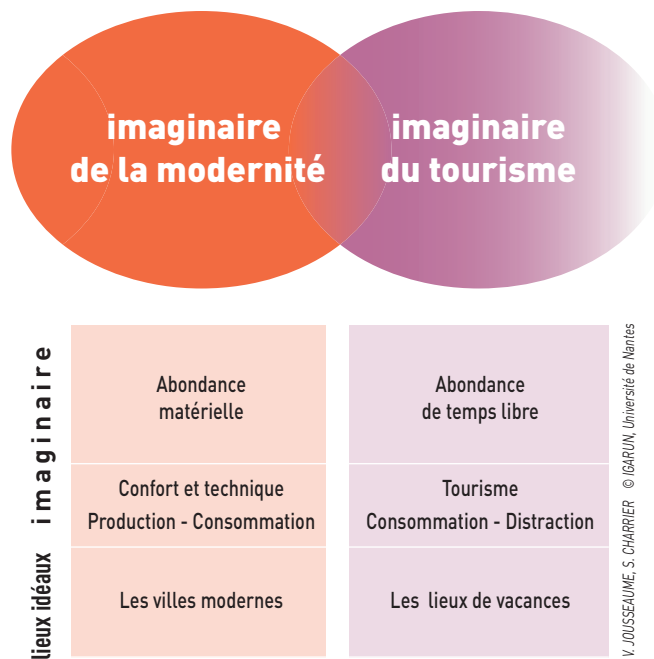 imaginaire
de la modernité
imaginaire
du tourisme
imaginaire
Abondance
matérielle
Abondance
de temps libre
Confort et technique
Production - Consommation
Tourisme
Consommation - Distraction
lieux idéaux
Les villes modernes
Les lieux de vacances
V. JOUSSEAUME, S. CHARRIER © IGARUN, Université de Nantes